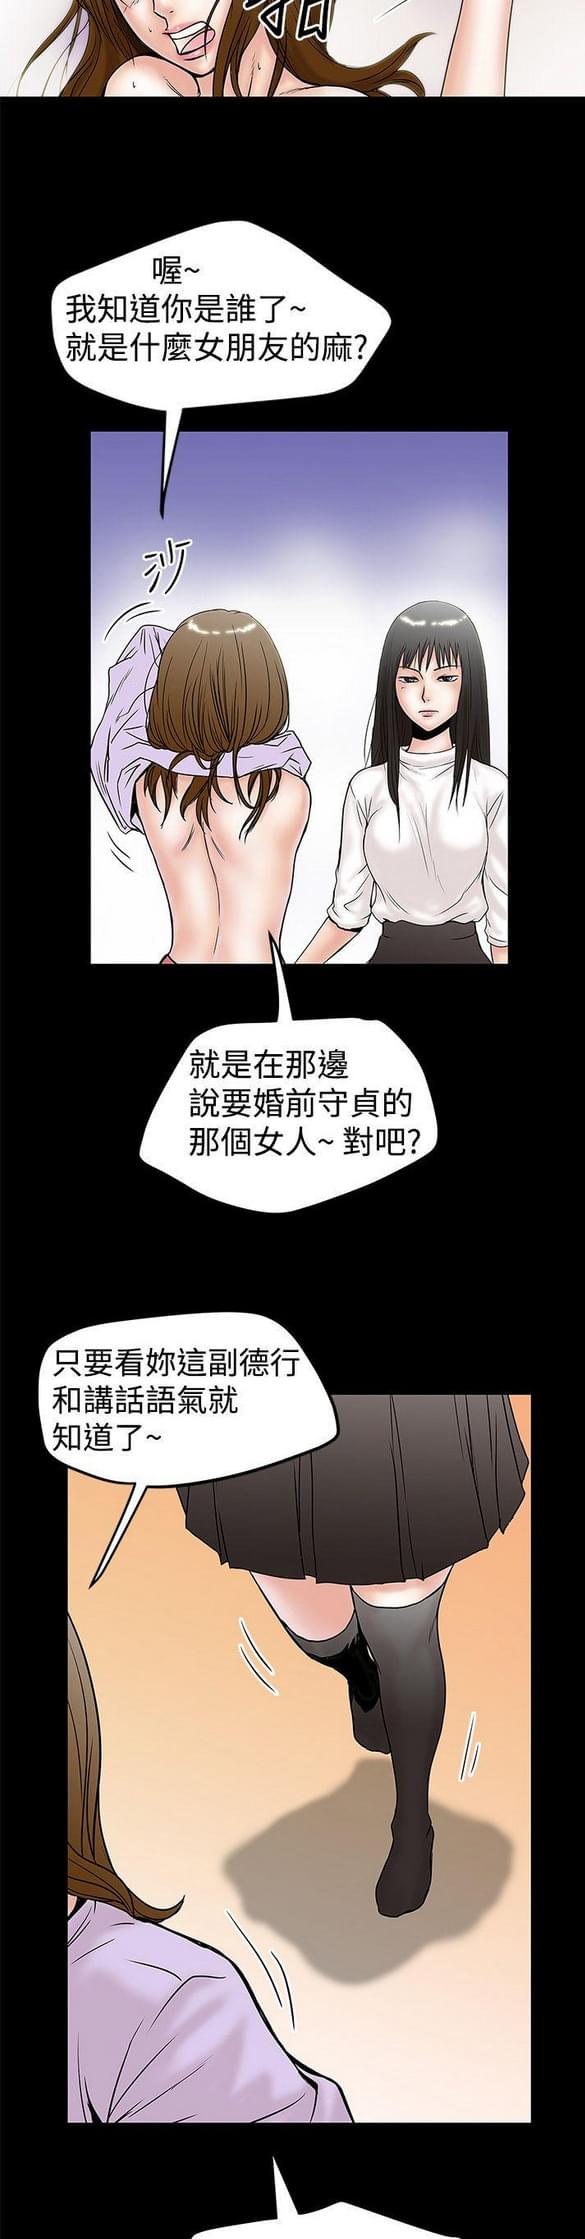 喔~
我知道你是誰了~
就是什麼女朋友的麻?
沙
就是在那邊
說要婚前守貞的
那個女人~ 對吧?
只要看妳這副德行
和講話語氣就
知道了~